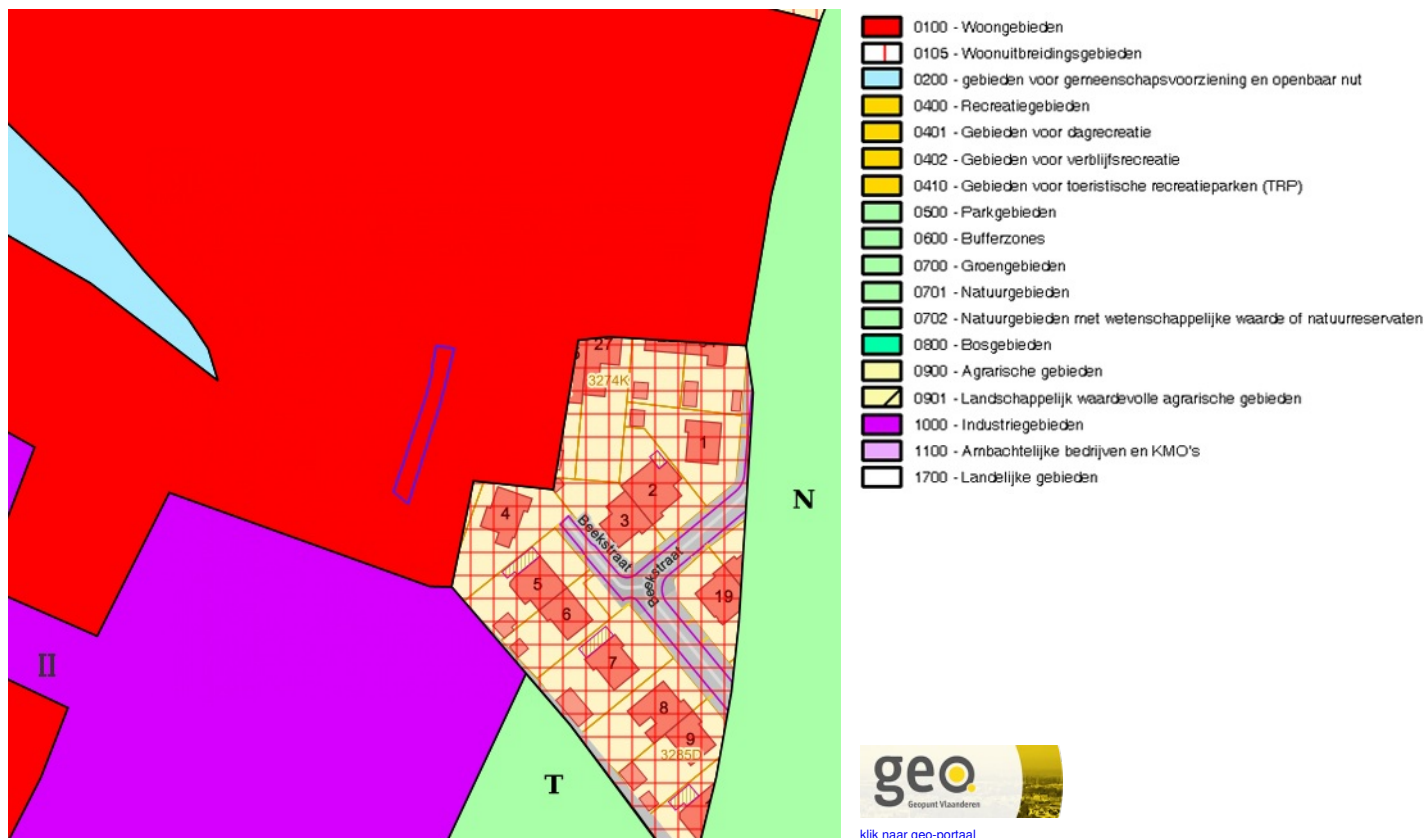 0100 - Woongebieden
0105 - Woonuitbreidingsgebieden
0200 - gebieden voor gemeenschapsvoorziening en openbaar nut
0400 - Recreatiegebieden
0401 - Gebieden voor dagrecreatie
0402 - Gebieden voor verblijfsrecreatie
0410 - Gebieden voor toeristische recreatieparken (TRP)
0500 - Parkgebieden
0600 - Bufferzones
0700 - Groengebieden
0701 - Natuurgebieden
0702 - Natuurgebieden met wetenschappelijke waarde of natuurreservaten
0800 - Bosgebieden
0900 - Agrarische gebieden
0901 - Landschappelijk waardevolle agrarische gebieden
1000 - Industriegebieden
1100 - Ambachtelijke bedrijven en KMO's
1700 - Landelijke gebieden
27
3274K
1
2
N
4
3
Beekstraat
Beekstraat
5
19
6
7
II
8
9
3285D
T
geo
Geopunt Vlaanderen
klik naar geo-portaal